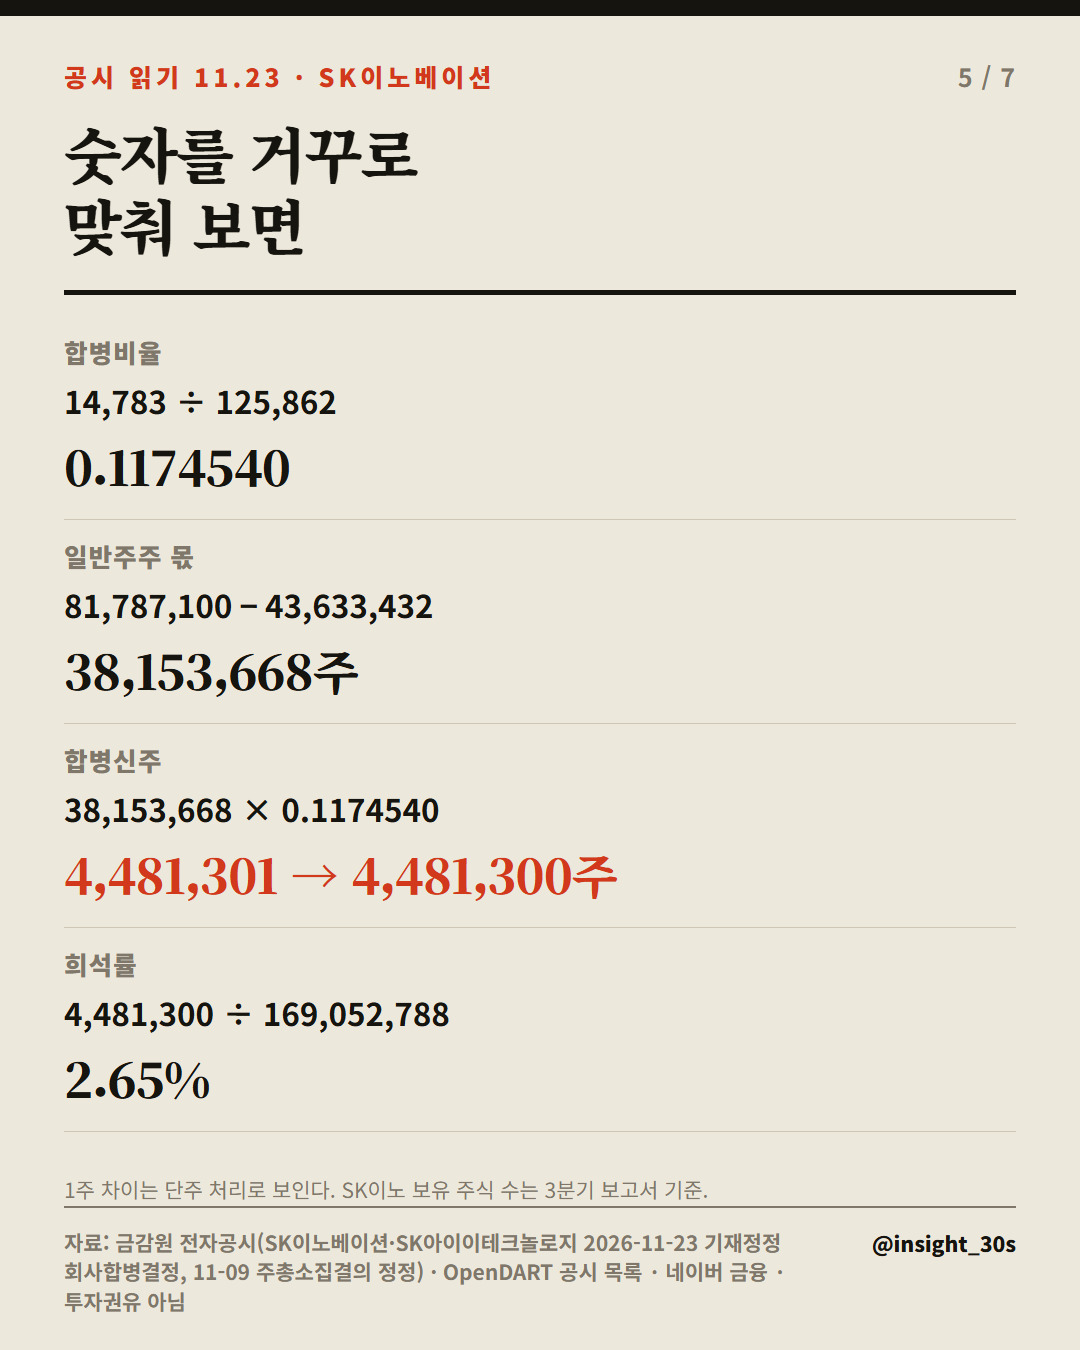 공시 읽기 11.23 · SK이노베이션
5 / 7
숫자를 거꾸로
맞춰 보면
합병비율
14,783 ÷ 125,862
0.1174540
일반주주 몫
81,787,100 − 43,633,432
38,153,668주
합병신주
38,153,668 × 0.1174540
4,481,301 → 4,481,300주
희석률
4,481,300 ÷ 169,052,788
2.65%
1주 차이는 단주 처리로 보인다. SK이노 보유 주식 수는 3분기 보고서 기준.
자료: 금감원 전자공시(SK이노베이션·SK아이이테크놀로지 2026-11-23 기재정정
회사합병결정, 11-09 주총소집결의 정정) · OpenDART 공시 목록 · 네이버 금융 ·
투자권유 아님
@insight_30s